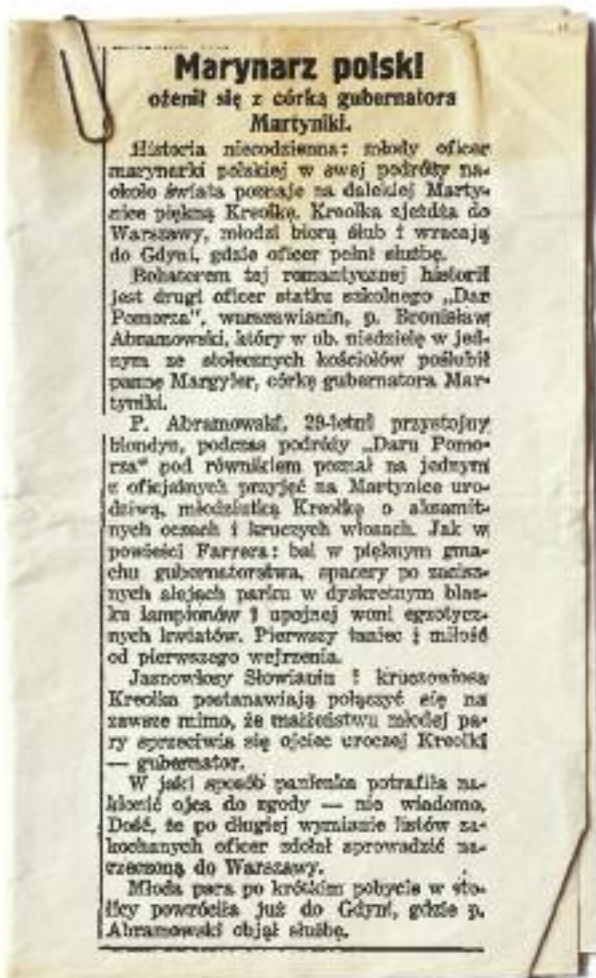 Marynarz polski
ożenił się z córką gubernatora
Martyniki.
Historia niecodzienna: młody oficer
marynarki polskiej w swej podróży na-
około świata poznaje na dalekiej Marty-
nice piękną Kreolkę. Kreolka zjeżdża do
Warszawy, młodzi biorą ślub i wracają
do Gdyni, gdzie oficer pełni służbę.
Bohaterem tej romantycznej historii
jest drugi oficer statku szkolnego „Dar
Pomorza”, warszawianin, p. Bronisław
Abramowski, który w ub. niedzielę w jed-
nym ze stołecznych kościołów poślubił
pannę Margyler, córkę gubernatora Mar-
tyniki.
P. Abramowski, 29-letni przystojny
blondyn, podczas podróży „Daru Pomo-
rza” pod równikiem poznał na jednym
z oficjalnych przyjęć na Martynice uro-
dziwą, młodziutką Kreolkę o aksamit-
nych oczach i kruczych włosach. Jak w
powieści Farrera: bal w pięknym gma-
chu gubernatorstwa, spacery po zacisz-
nych alejach parku w dyskretnym blas-
ku lampionów i upojnej woni egzotycz-
nych kwiatów. Pierwszy taniec i miłość
od pierwszego wejrzenia.
Jasnowłosy Słowianin i kruczowłosa
Kreolka postanawiają połączyć się na
zawsze mimo, że małżeństwu młodej pa-
ry sprzeciwia się ojciec uroczej Kreolki
— gubernator.
W jaki sposób panienka potrafiła na-
kłonić ojca do zgody — nie wiadomo.
Dość, że po długiej wymianie listów za-
kochanych oficer zdołał sprowadzić na-
rzeczoną do Warszawy.
Młoda para po krótkim pobycie w sto-
licy powróciła już do Gdyni, gdzie p.
Abramowski objął służbę.